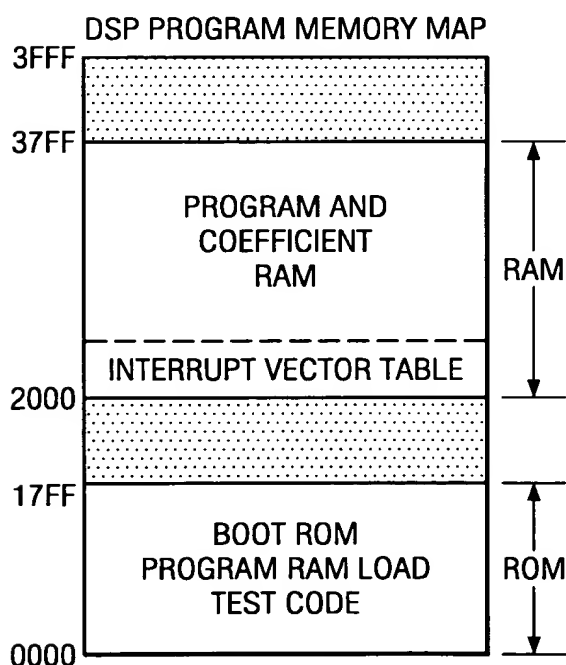 DSP PROGRAM MEMORY MAP
3FFF
37FF
PROGRAM AND
COEFFICIENT
RAM
RAM
INTERRUPT VECTOR TABLE
2000
17FF
BOOT ROM
PROGRAM RAM LOAD
TEST CODE
ROM
0000